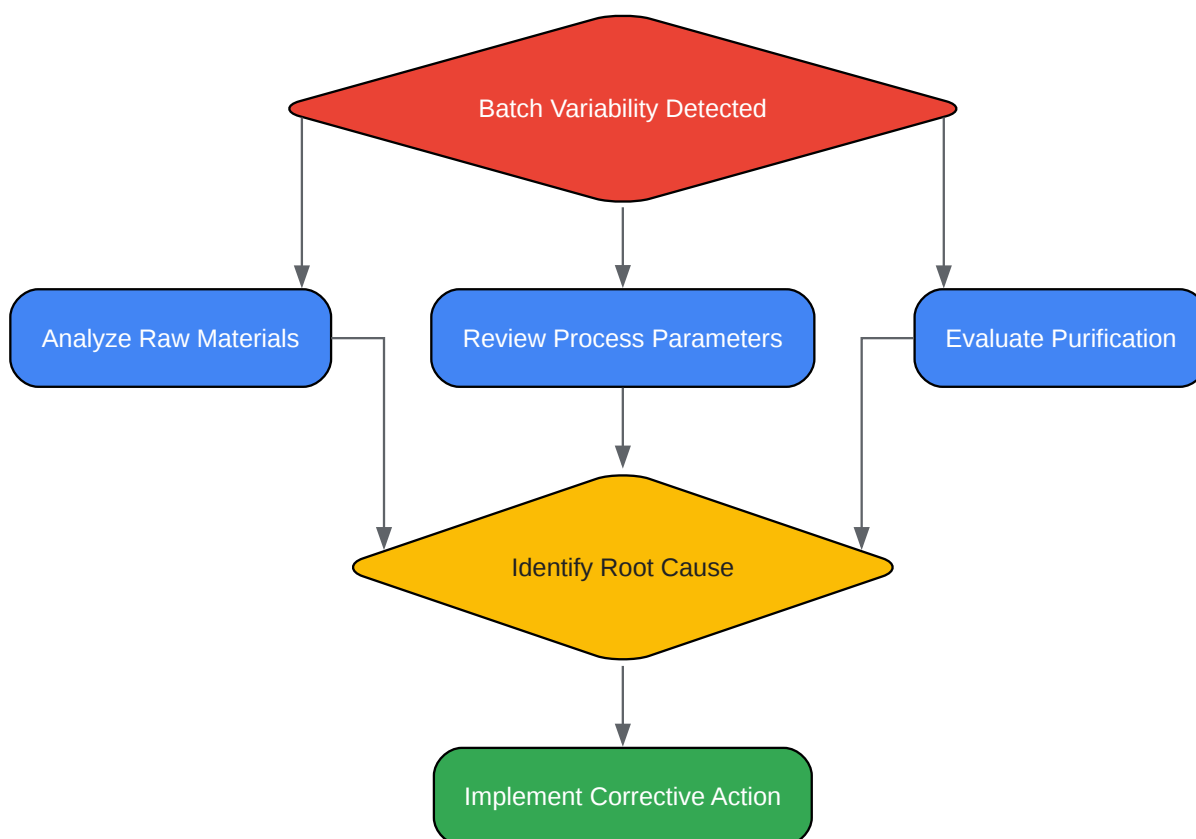 Batch Variability Detected
Analyze Raw Materials
Review Process Parameters
Evaluate Purification
Identify Root Cause
Implement Corrective Action